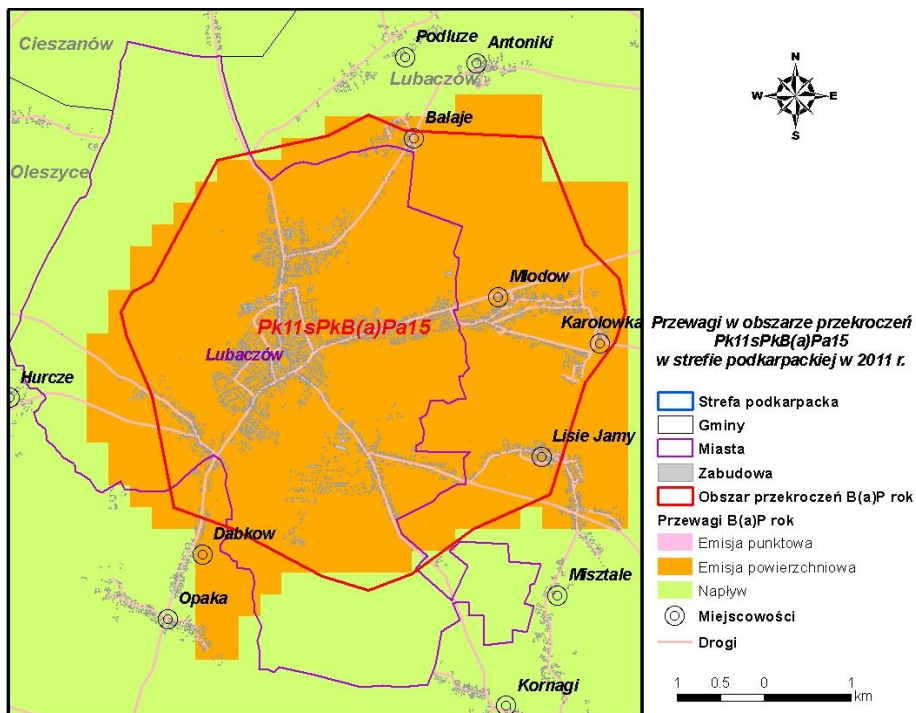 Cieszanów
Podluze
Antoniki
Lubaczów
Balaje
Oleszyce
N
W
E
S
Młodow
Pk11sPkB(a)Pa15
Karolowka
Lubaczów
Hurcze
Lisie Jamy
Dabkow
Misztale
Opaka
Kornagi
Przewagi w obszarze przekroczeń
Pk11sPkB(a)Pa15
w strefie podkarpackiej w 2011 r.
Strefa podkarpacka
Gminy
Miasta
Zabudowa
Obszar przekroczeń B(a)P rok
Przewagi B(a)P rok
Emisja punktowa
Emisja powierzchniowa
Napływ
Miejscowości
Drogi
1 0.5 0 1
km